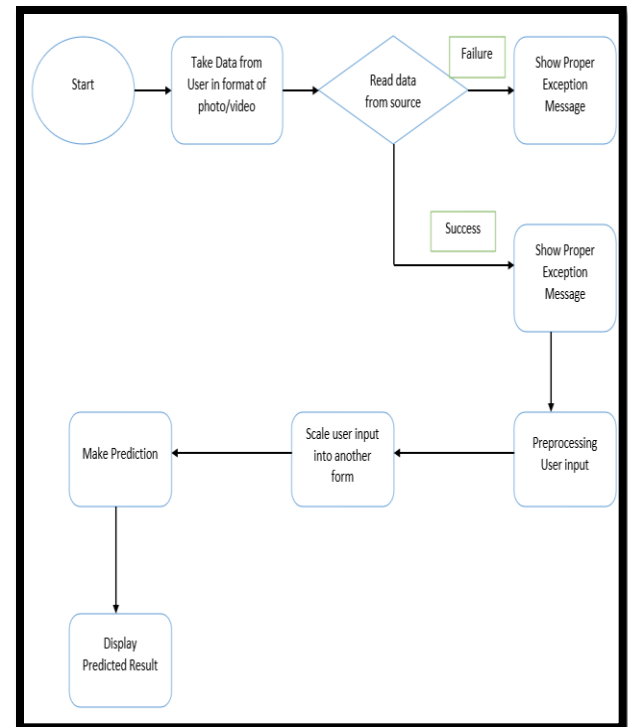 Start
Take Data from
User in format of
photo/video
Read data
from source
Failure
Show Proper
Exception
Message
Success
Show Proper
Exception
Message
Preprocessing
User input
Scale user input
into another
form
Make Prediction
Display
Predicted Result